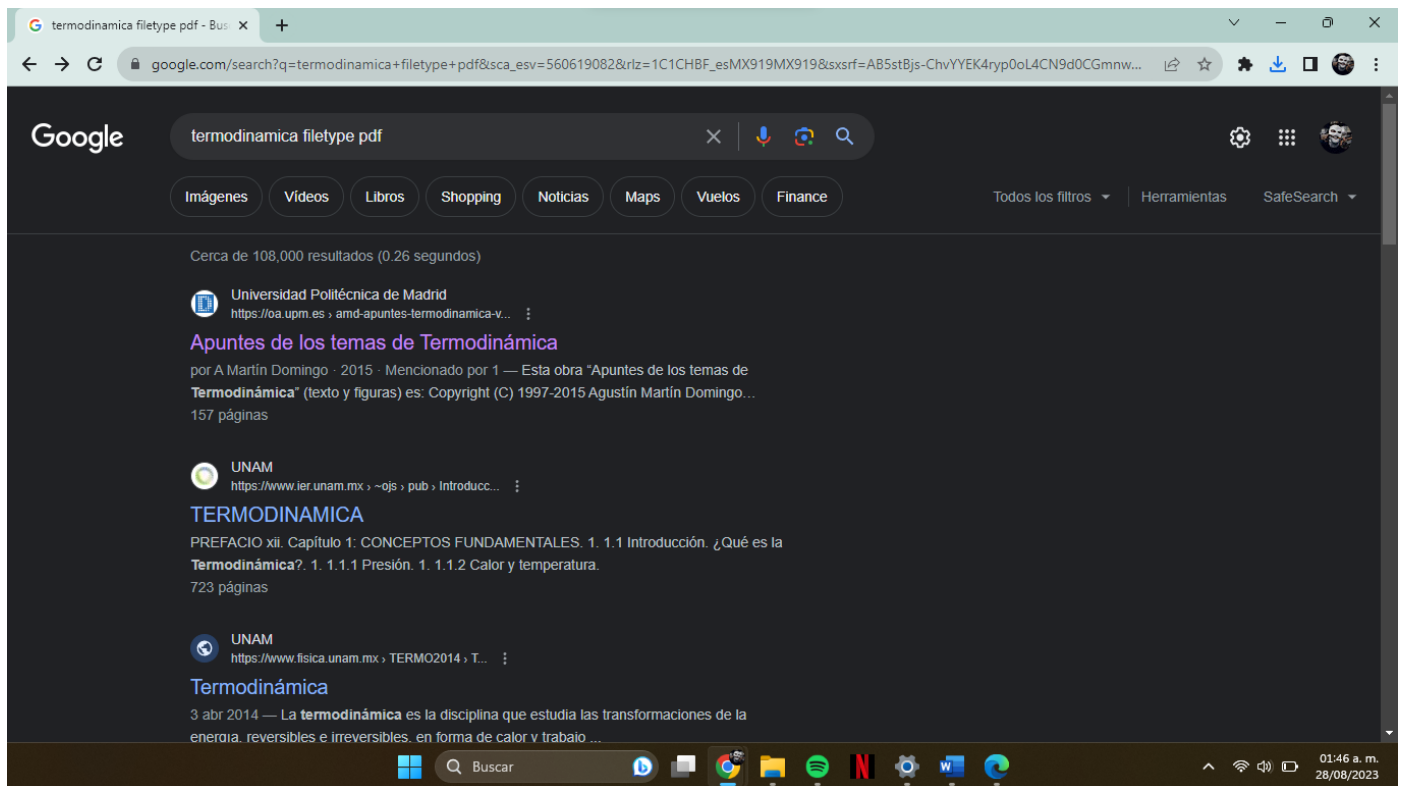 termodinamica filetype pdf - Bus
google.com/search?q=termodinamica+filetype+pdf&sca_esv=560619082&rlz=1C1CHBF_esMX919MX919&sxsrf=AB5stBjs-ChvYYEK4ryp0oL4CN9d0CGmnw...
Google
termodinamica filetype pdf
Imágenes Vídeos Libros Shopping Noticias Maps Vuelos Finance Todos los filtros Herramientas SafeSearch
Cerca de 108,000 resultados (0.26 segundos)
Universidad Politécnica de Madrid
https://oa.upm.es › amd-apuntes-termodinamica-v...
Apuntes de los temas de Termodinámica
por A Martín Domingo · 2015 · Mencionado por 1 — Esta obra “Apuntes de los temas de
Termodinámica” (texto y figuras) es: Copyright (C) 1997-2015 Agustín Martín Domingo...
157 páginas
UNAM
https://www.ier.unam.mx › ~ojs › pub › Introducc...
TERMODINAMICA
PREFACIO xii. Capítulo 1: CONCEPTOS FUNDAMENTALES. 1. 1.1 Introducción. ¿Qué es la
Termodinámica?. 1. 1.1.1 Presión. 1. 1.1.2 Calor y temperatura.
723 páginas
UNAM
https://www.fisica.unam.mx › TERMO2014 › T...
Termodinámica
3 abr 2014 — La termodinámica es la disciplina que estudia las transformaciones de la
energía, reversibles e irreversibles, en forma de calor y trabajo ...
Buscar
01:46 a. m.
28/08/2023